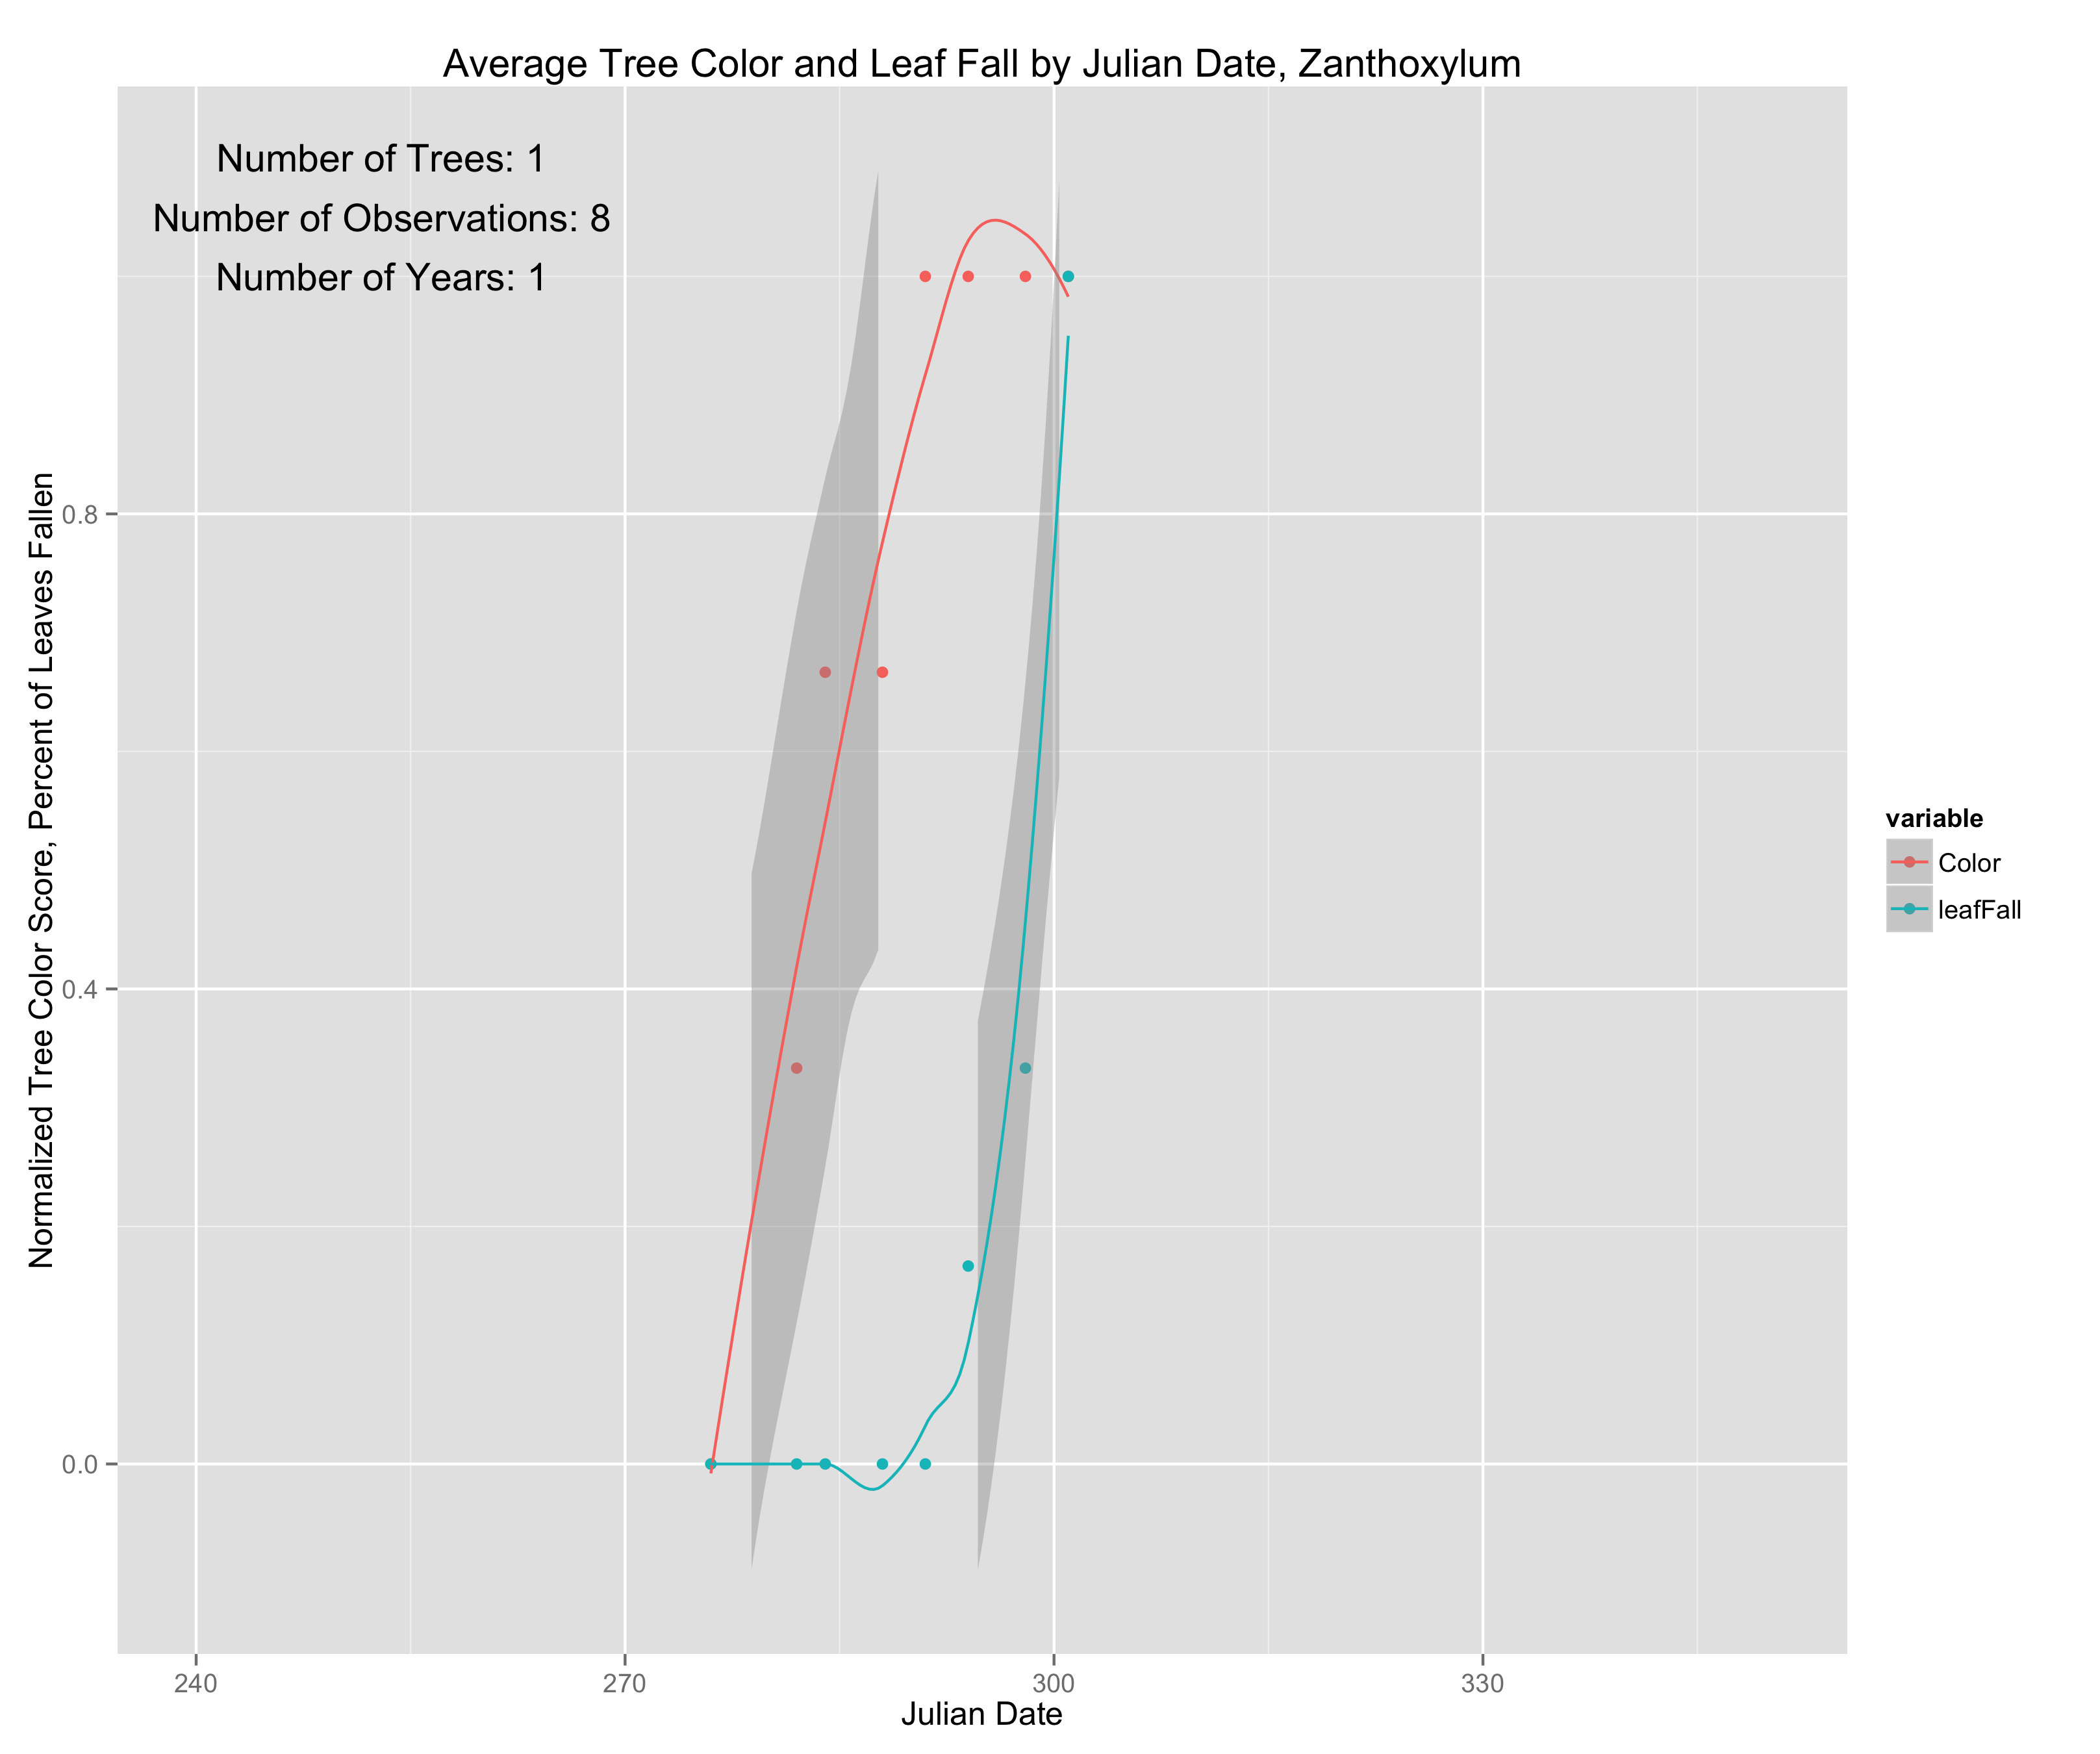 Average Tree Color and Leaf Fall by Julian Date, Zanthoxylum
Number of Trees: 1
Number of Observations: 8
Number of Years: 1
Normalized Tree Color Score, Percent of Leaves Fallen
0.8
0.4
0.0
240
270
300
330
Julian Date
variable
Color
leafFall